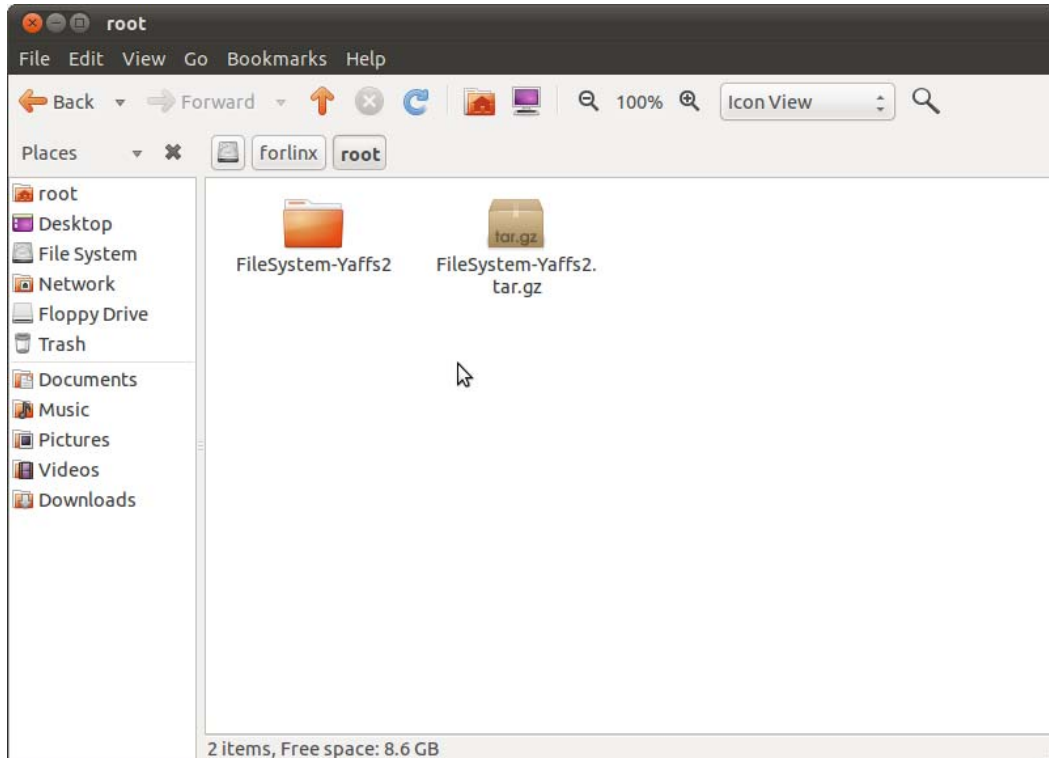 root
File Edit View Go Bookmarks Help
Back Forward 100% Icon View
Places forlinx root
root
Desktop
File System
Network
Floppy Drive
Trash
Documents
Music
Pictures
Videos
Downloads
FileSystem-Yaffs2
tar.gz
FileSystem-Yaffs2.
tar.gz
2 items, Free space: 8.6 GB